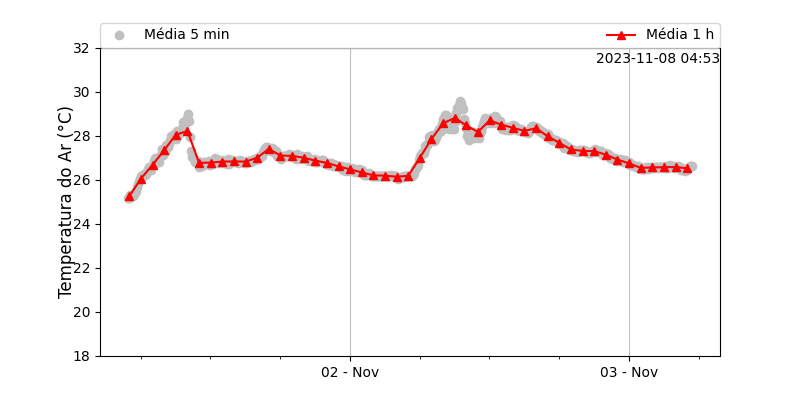 Média 5 min
Média 1 h
2023-11-08 04:53
Temperatura do Ar (°C)
32
30
28
26
24
22
20
18
02 - Nov
03 - Nov